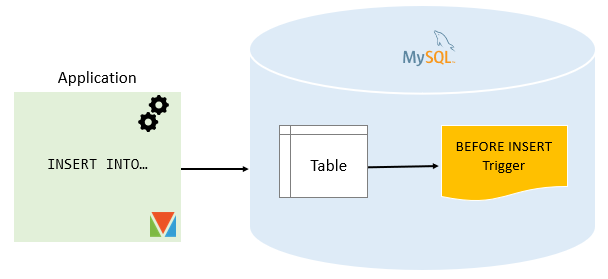 Application
INSERT INTO…
MySQL
Table
BEFORE INSERT
Trigger